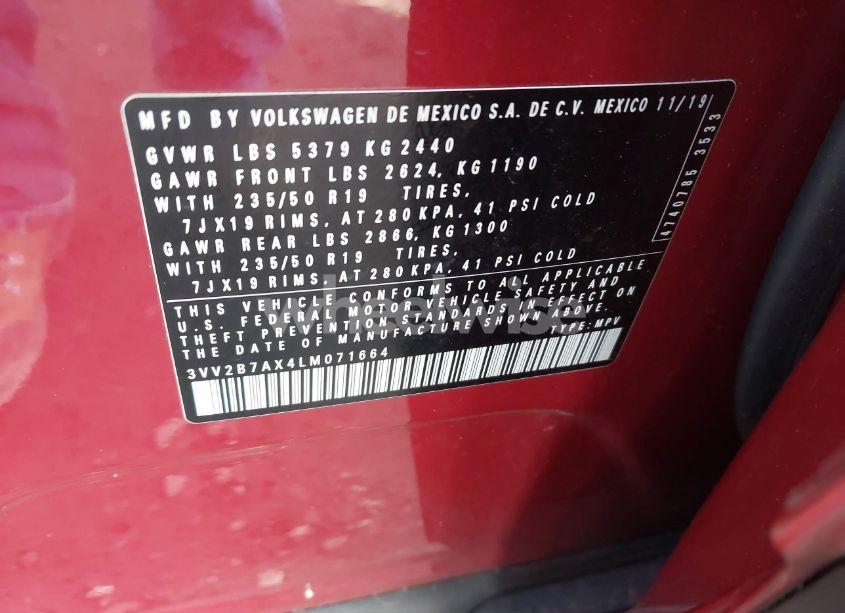 MFD BY VOLKSWAGEN DE MEXICO S.A. DE C.V. MEXICO 11/19
GVWR LBS 5379 KG 2440
GAWR FRONT LBS 2624, KG 1190
WITH 235/50 R19 TIRES,
7JX19 RIMS, AT 280 KPA, 41 PSI COLD
GAWR REAR LBS 2866, KG 1300
WITH 235/50 R19 TIRES,
7JX19 RIMS, AT 280 KPA, 41 PSI COLD
THIS VEHICLE CONFORMS TO ALL APPLICABLE
U.S. FEDERAL MOTOR VEHICLE SAFETY AND
THEFT PREVENTION STANDARDS IN EFFECT ON
THE DATE OF MANUFACTURE SHOWN ABOVE.
TYPE: MPV
3VV2B7AX4LM071664
4740785 3533